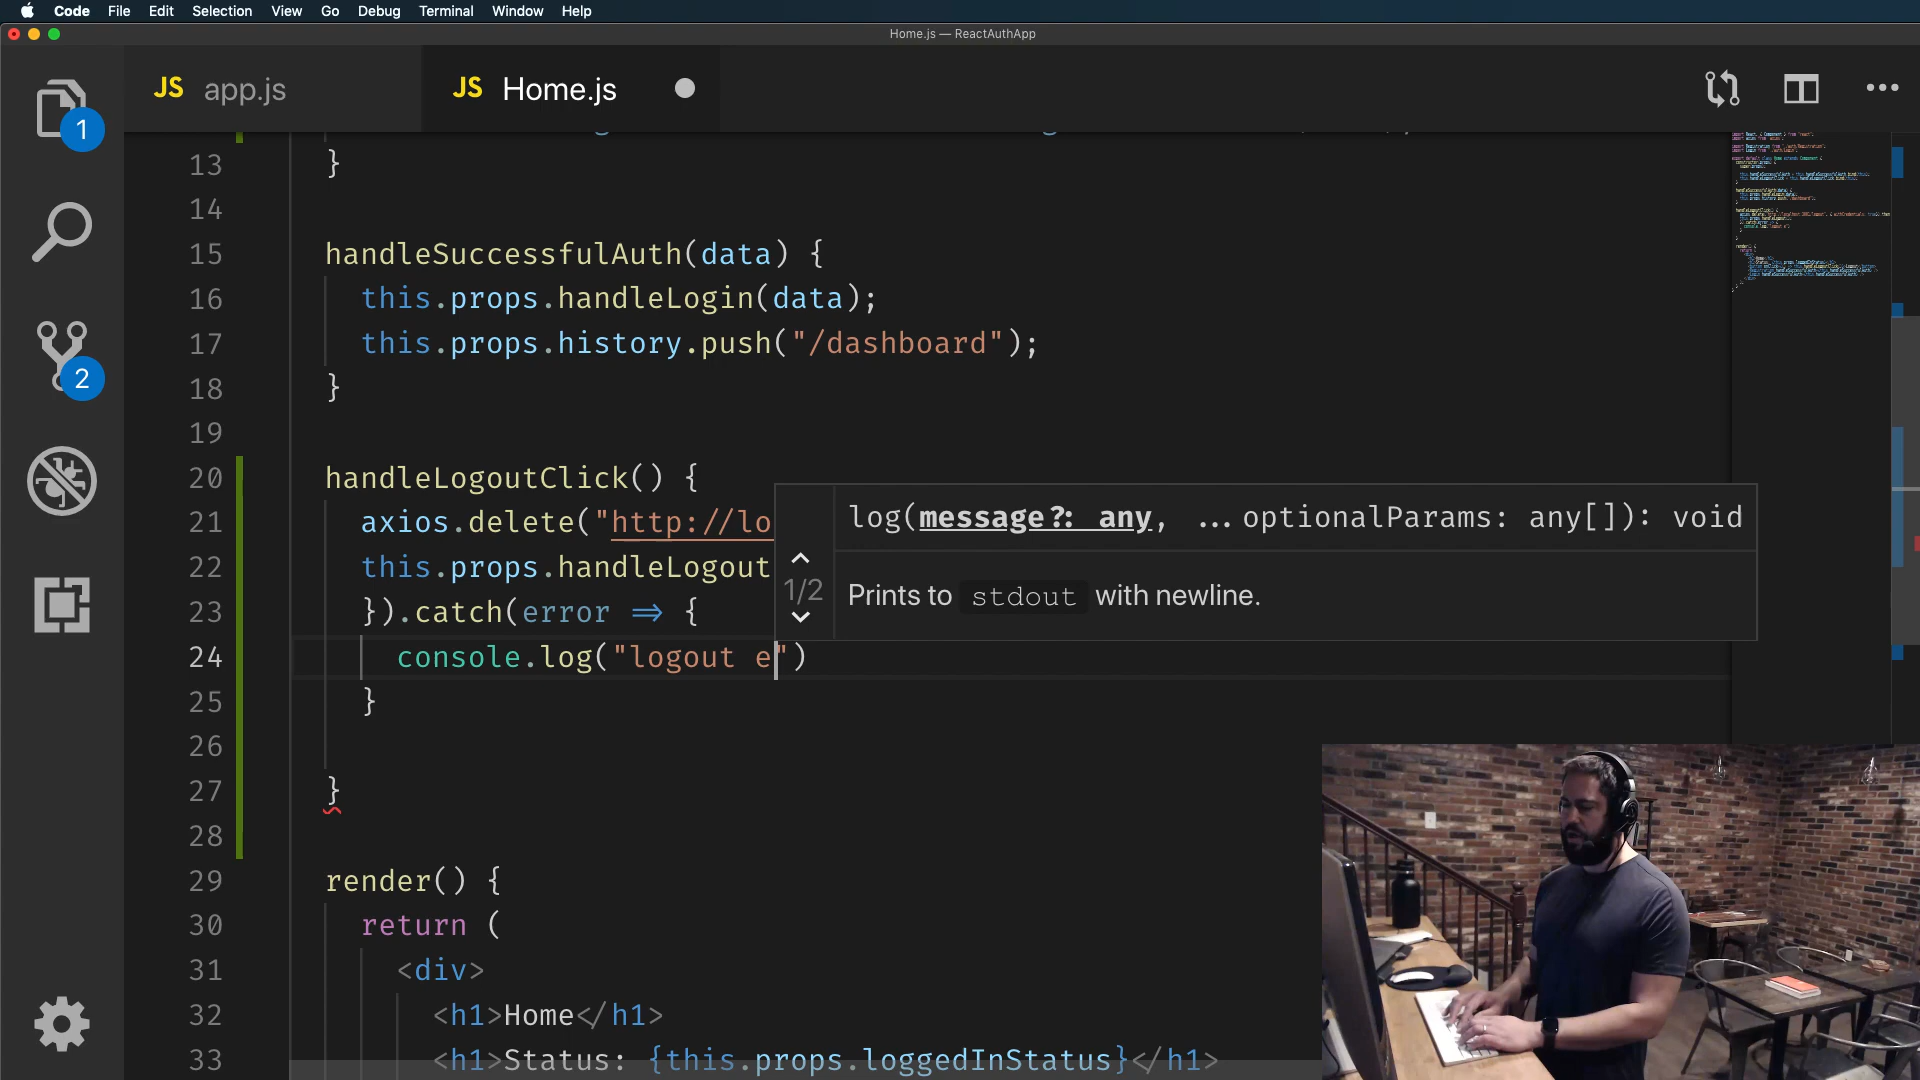 Code File Edit Selection View Go Debug Terminal Window Help
Home.js — ReactAuthApp
JS app.js JS Home.js
1
2
13 }
14
15 handleSuccessfulAuth(data) {
16 this.props.handleLogin(data);
17 this.props.history.push("/dashboard");
18 }
19
20 handleLogoutClick() {
21 axios.delete("http://lo
22 this.props.handleLogout
23 }).catch(error => {
24 console.log("logout e")
25 }
26
27 }
28
29 render() {
30 return (
31 <div>
32 <h1>Home</h1>
33 <h1>Status: {this.props.loggedInStatus}</h1>
log(message?: any, ...optionalParams: any[]): void
1/2
Prints to stdout with newline.